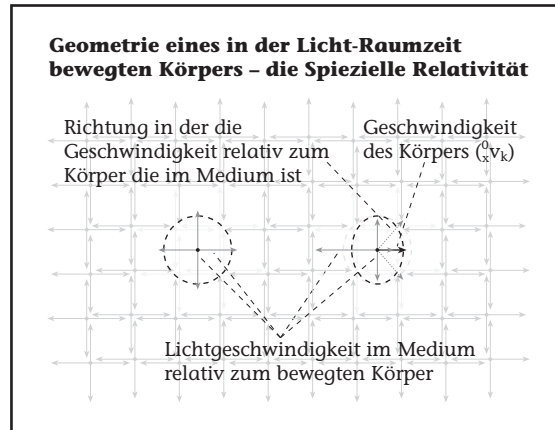 Geometrie eines in der Licht-Raumzeit
bewegten Körpers – die Spiezielle Relativität
Richtung in der die
Geschwindigkeit relativ zum
Körper die im Medium ist
Geschwindigkeit
des Körpers (⁰ₓvₖ)
Lichtgeschwindigkeit im Medium
relativ zum bewegten Körper